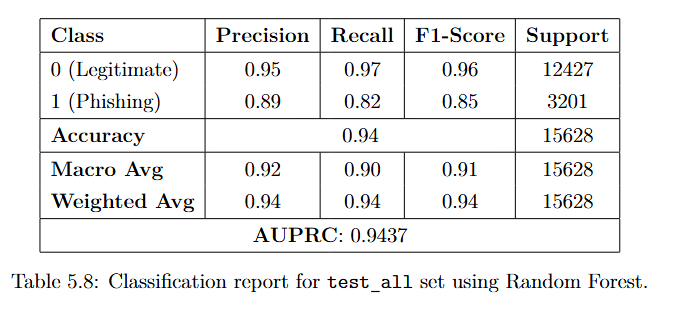 Class Precision Recall F1-Score Support
0 (Legitimate) 0.95 0.97 0.96 12427
1 (Phishing) 0.89 0.82 0.85 3201
Accuracy 0.94 15628
Macro Avg 0.92 0.90 0.91 15628
Weighted Avg 0.94 0.94 0.94 15628
AUPRC: 0.9437
Table 5.8: Classification report for test_all set using Random Forest.